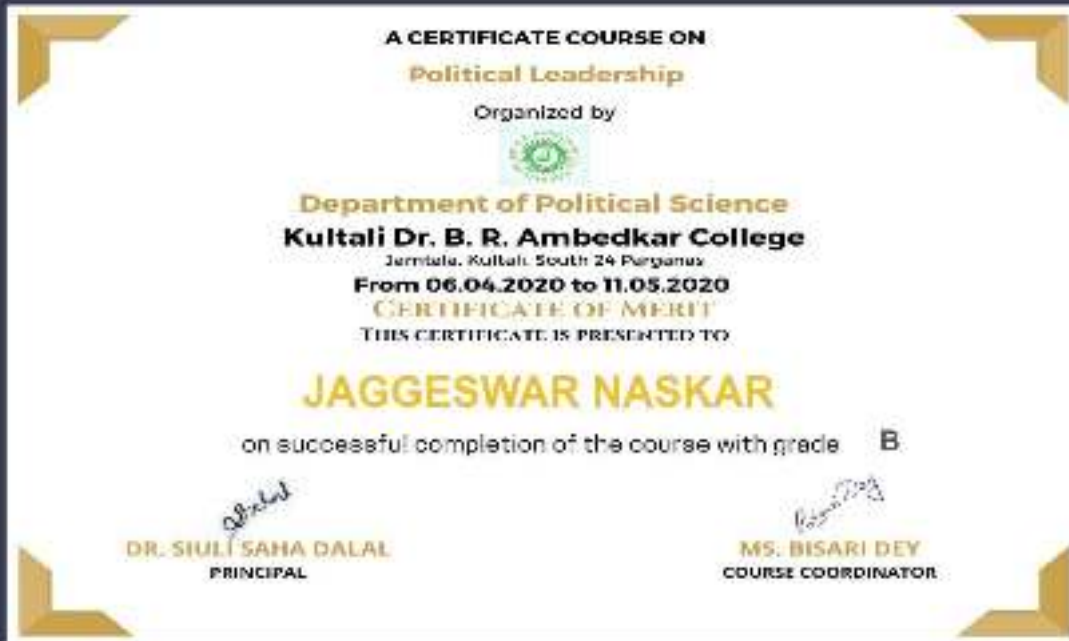 A CERTIFICATE COURSE ON
Political Leadership
Organized by
Department of Political Science
Kultali Dr. B. R. Ambedkar College
Jamtala, Kultali, South 24 Parganas
From 06.04.2020 to 11.05.2020
CERTIFICATE OF MERIT
THIS CERTIFICATE IS PRESENTED TO
JAGGESWAR NASKAR
on successful completion of the course with grade B
DR. SIULI SAHA DALAL
PRINCIPAL
MS. BISARI DEY
COURSE COORDINATOR